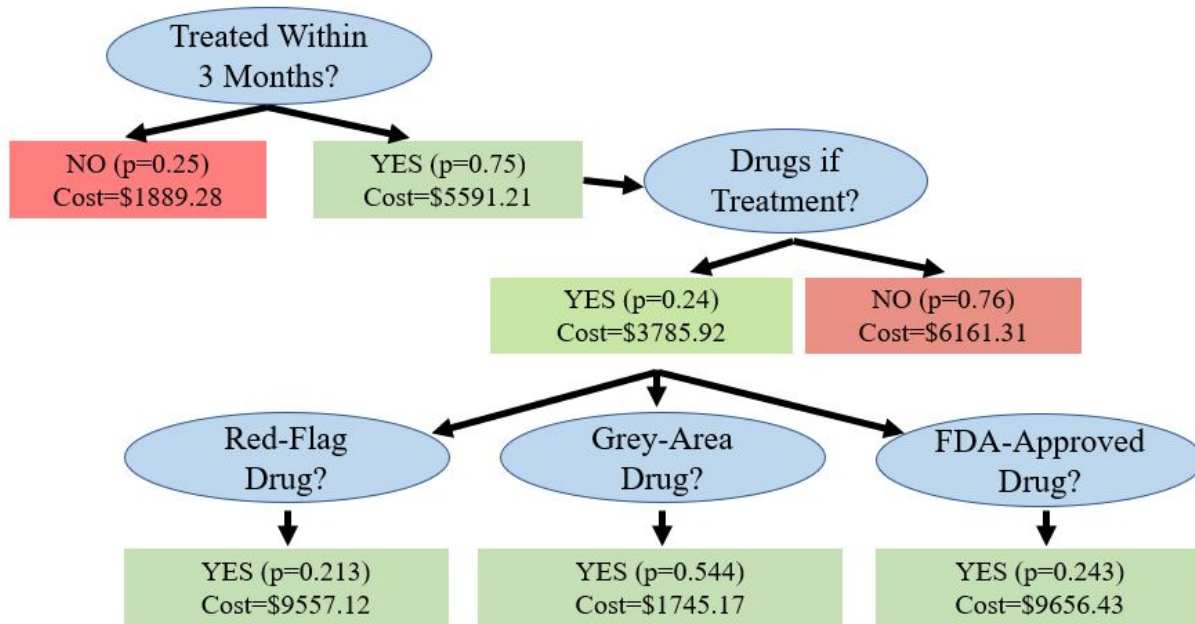 Treated Within
3 Months?
NO (p=0.25)
Cost=$1889.28
YES (p=0.75)
Cost=$5591.21
Drugs if
Treatment?
YES (p=0.24)
Cost=$3785.92
NO (p=0.76)
Cost=$6161.31
Red-Flag
Drug?
Grey-Area
Drug?
FDA-Approved
Drug?
YES (p=0.213)
Cost=$9557.12
YES (p=0.544)
Cost=$1745.17
YES (p=0.243)
Cost=$9656.43